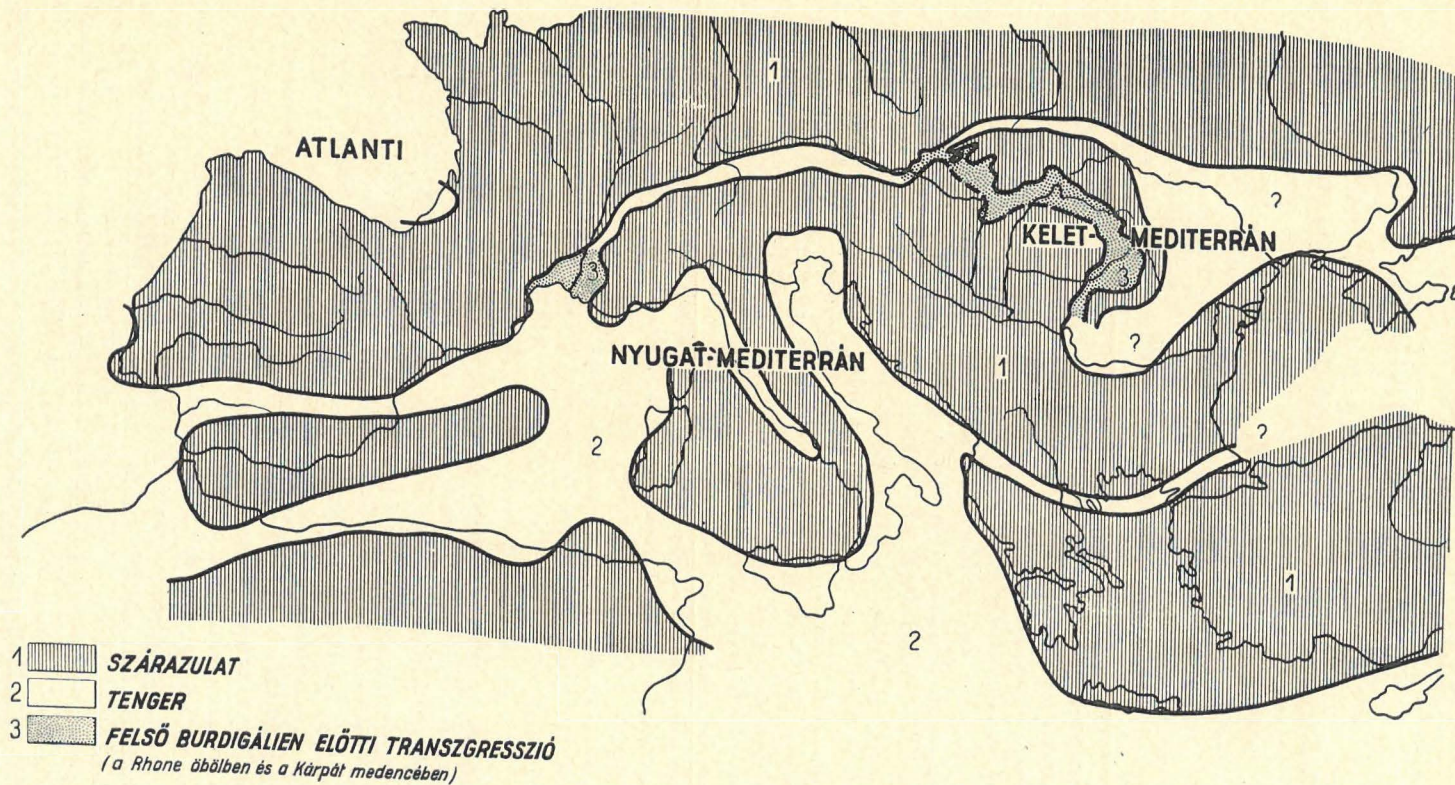 1
ATLANTI
?
3
KELET-MEDITERRÁN
3
?
NYUGAT-MEDITERRÁN
1
2
?
1
2
1 SZÁRAZULAT
2 TENGER
3 FELSŐ BURDIGÁLIEN ELŐTTI TRANSZGRESSZIÓ
(a Rhone öbölben és a Kárpát medencében)